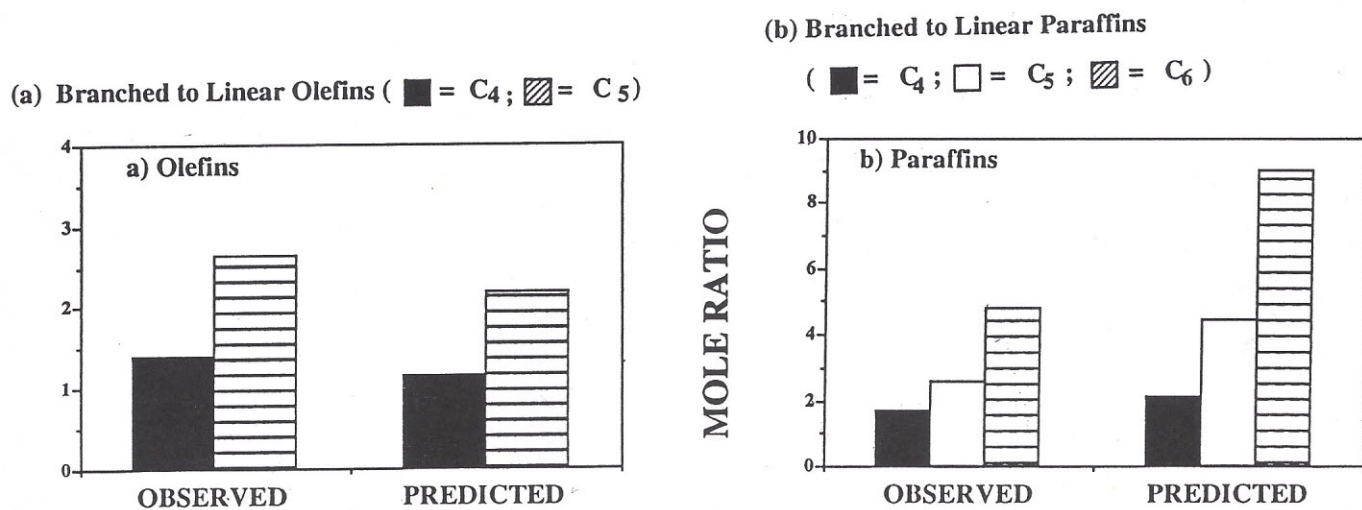 (a) Branched to Linear Olefins ( ■ = C4 ; ▨ = C5)
4
3
2
1
0
a) Olefins
OBSERVED PREDICTED
(b) Branched to Linear Paraffins
( ■ = C4 ; □ = C5 ; ▨ = C6 )
MOLE RATIO
10
8
6
4
2
0
b) Paraffins
OBSERVED PREDICTED